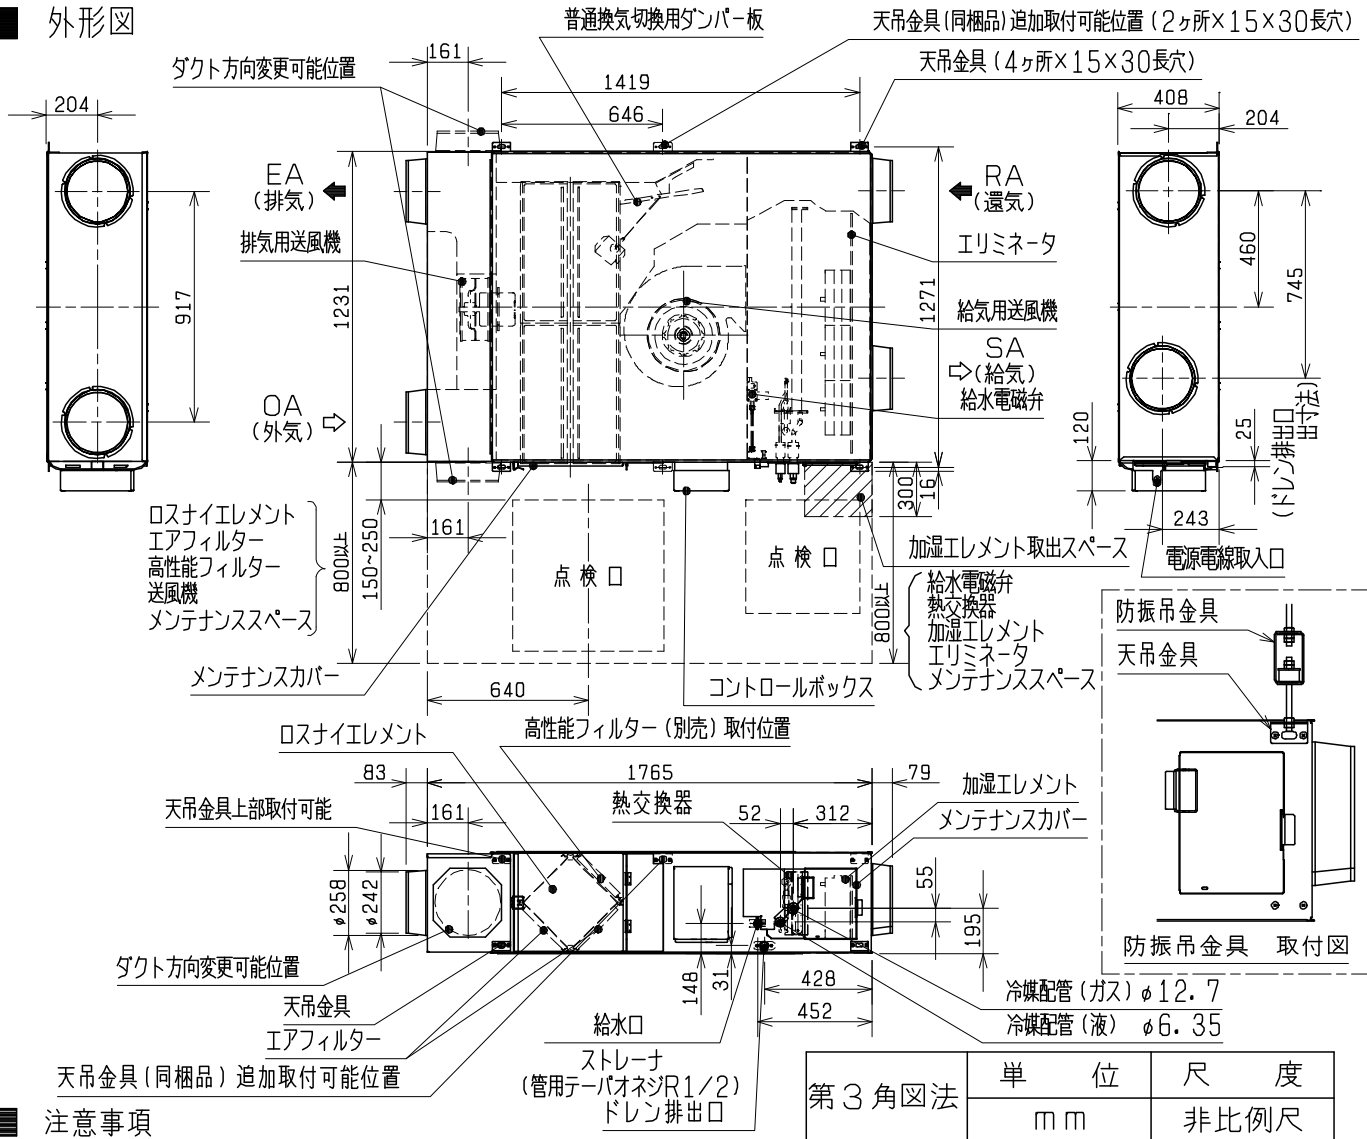 外形図
普通換気切換用ダンパー板
天吊金具(同梱品)追加取付可能位置(2ヶ所×15×30長穴)
ダクト方向変更可能位置
161
天吊金具(4ヶ所×15×30長穴)
1419
646
204
408
204
EA
(排気)
RA
(還気)
排気用送風機
エリミネータ
917
1231
1271
460
745
給気用送風機
SA
(給気)
OA
(外気)
給水電磁弁
120
25
(ドレン排出口
出寸法)
300
16
243
ロスナイエレメント
エアフィルター
高性能フィルター
送風機
メンテナンススペース
800以上
150~250
161
点検口
点検口
加湿エレメント取出スペース
電源電線取入口
800以上
給水電磁弁
熱交換器
加湿エレメント
エリミネータ
メンテナンススペース
防振吊金具
天吊金具
メンテナンスカバー
640
コントロールボックス
ロスナイエレメント
高性能フィルター(別売)取付位置
83
1765
79
加湿エレメント
天吊金具上部取付可能
161
熱交換器
52
312
メンテナンスカバー
φ258
φ242
55
195
148
31
防振吊金具 取付図
ダクト方向変更可能位置
428
冷媒配管(ガス)φ12.7
天吊金具
452
冷媒配管(液) φ6.35
エアフィルター
給水口
ストレーナ
(管用テーパオネジR1/2)
ドレン排出口
天吊金具(同梱品)追加取付可能位置
第3角図法
単位
尺度
mm
非比例尺
注意事項